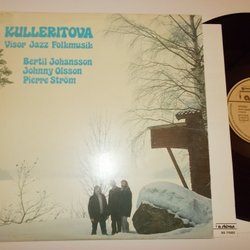 KULLERITOVA
Visor Jazz Folkmusik
Bertil Johansson
Johnny Olsson
Pierre Ström